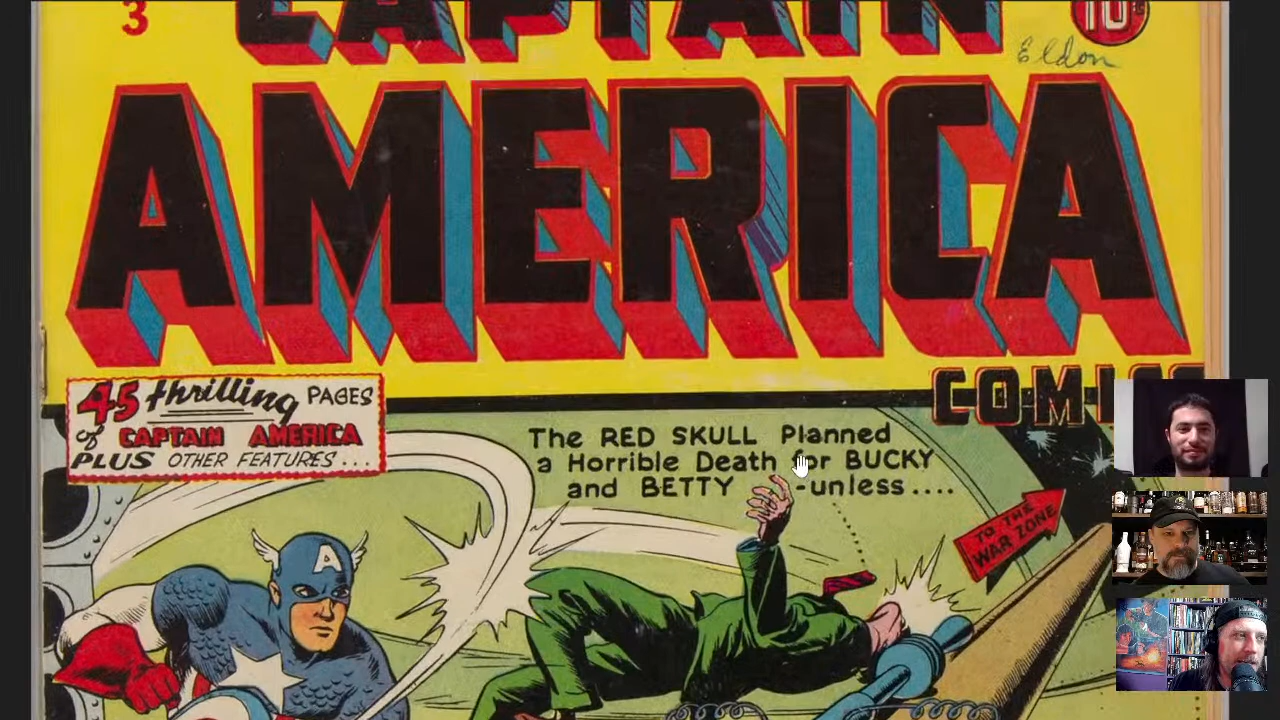 3
CAPTAIN
10¢
Eldon
AMERICA
COMI
45 thrilling PAGES
of CAPTAIN AMERICA
PLUS OTHER FEATURES...
The RED SKULL Planned
a Horrible Death for BUCKY
and BETTY -unless....
TO THE
WAR ZONE
A